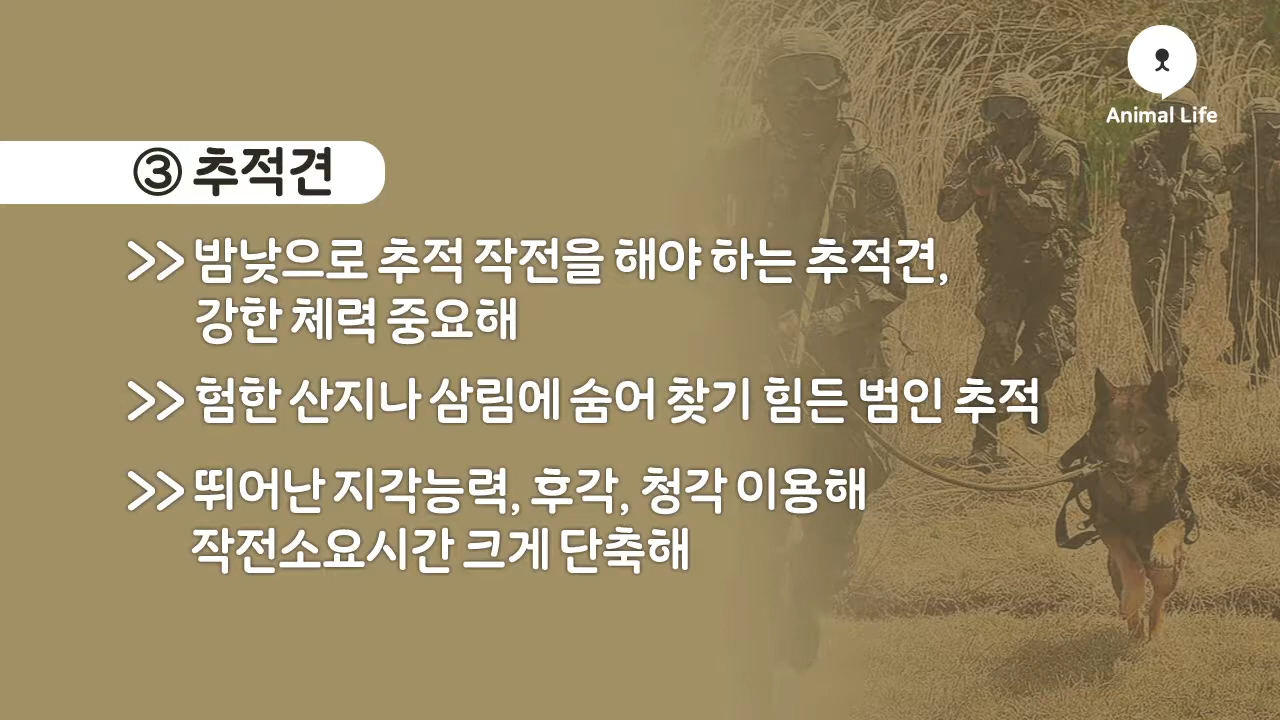 Animal Life
③ 추적견
>> 밤낮으로 추적 작전을 해야 하는 추적견,
강한 체력 중요해
>> 험한 산지나 삼림에 숨어 찾기 힘든 범인 추적
>> 뛰어난 지각능력, 후각, 청각 이용해
작전소요시간 크게 단축해